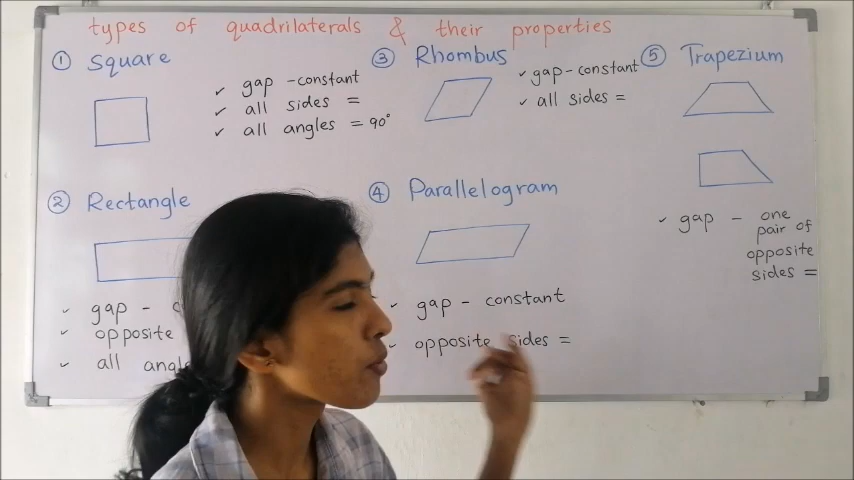 types of quadrilaterals & their properties
① square
✓ gap - constant
✓ all sides =
✓ all angles = 90°
② Rectangle
✓ gap -
✓ opposite
✓ all
③ Rhombus
✓ gap - constant
✓ all sides =
④ Parallelogram
✓ gap - constant
✓ opposite sides =
⑤ Trapezium
✓ gap - one
pair of
opposite
sides =